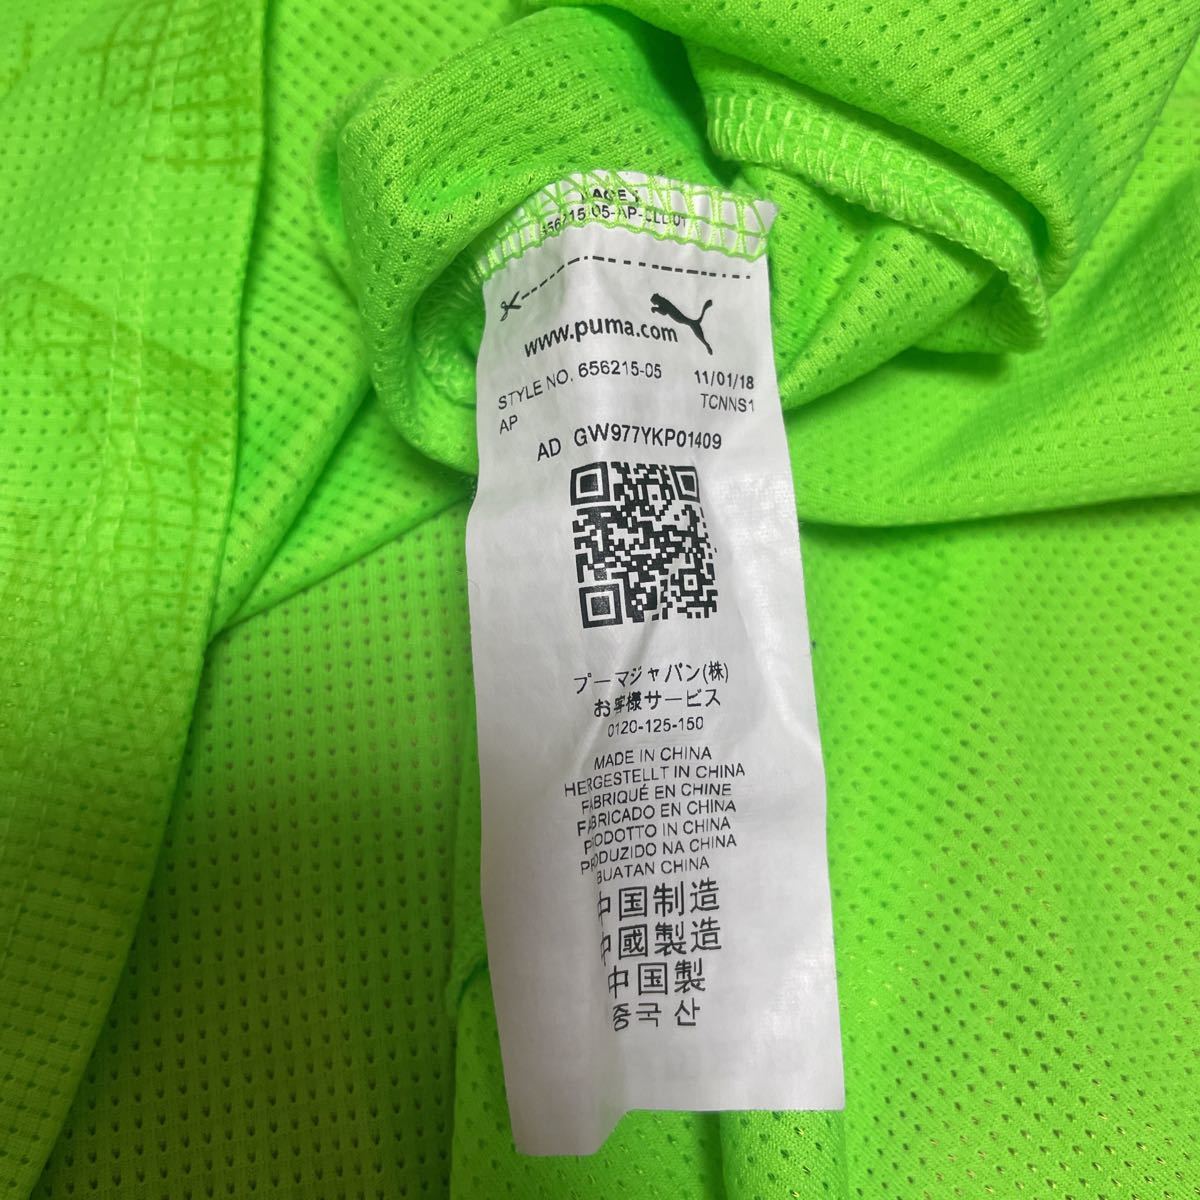 www.puma.com
STYLE NO. 656215-05 11/01/18
AP TCNNS1
AD GW977YKP01409
プーマジャパン(株)
お客様サービス
0120-125-150
MADE IN CHINA
HERGESTELLT IN CHINA
FABRIQUÉ EN CHINE
FABRICADO EN CHINA
PRODOTTO IN CHINA
PRODUZIDO NA CHINA
BUATAN CHINA
中国制造
中國製造
中国製
중국산